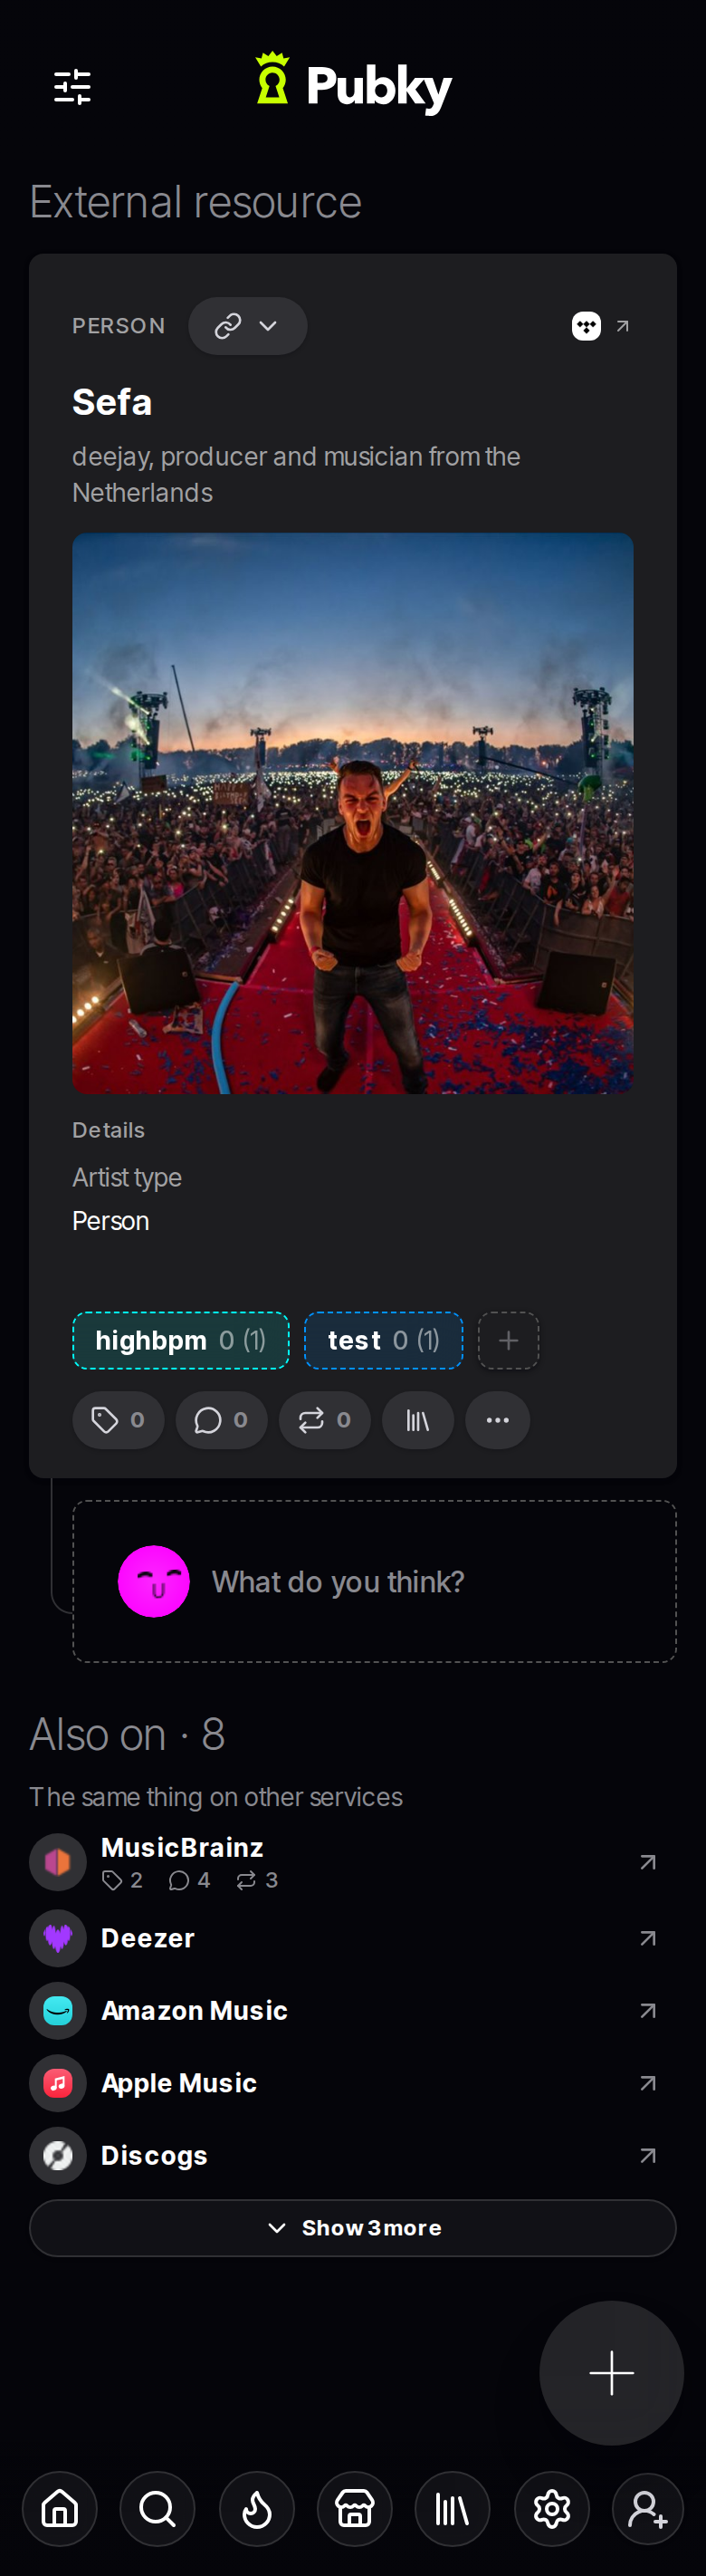 Pubky
External resource
PERSON
Sefa
deejay, producer and musician from the
Netherlands
Details
Artist type
Person
highbpm 0 (1)
test 0 (1)
0
0
0
What do you think?
Also on · 8
The same thing on other services
MusicBrainz
2 4 3
Deezer
Amazon Music
Apple Music
Discogs
Show 3 more